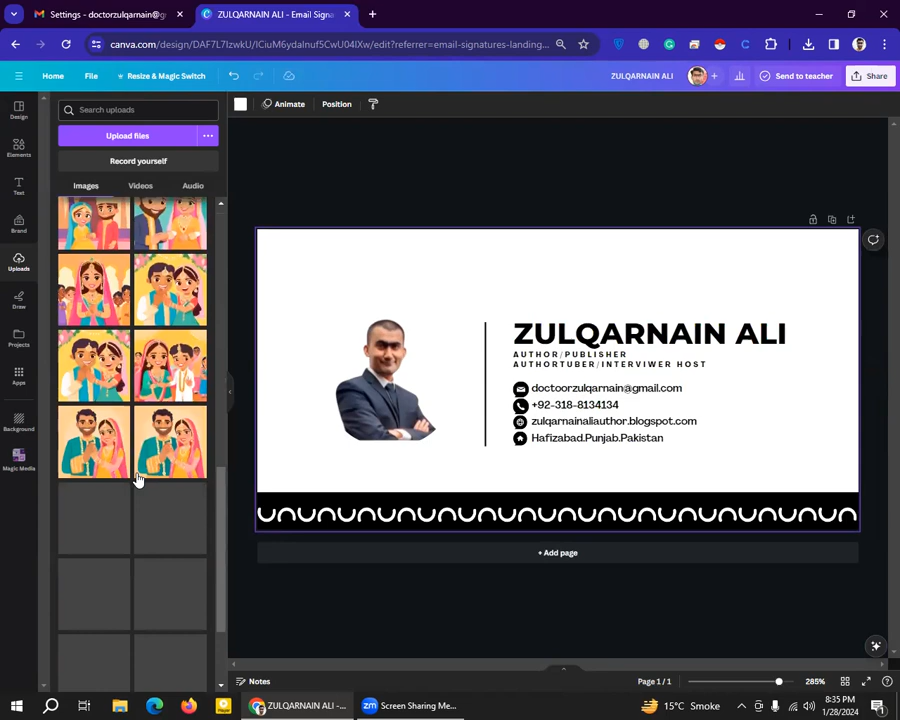 Settings - doctorzulqarnain@g
ZULQARNAIN ALI - Email Signa
canva.com/design/DAF7L7IzwkU/
/edit?referrer=email-signatures-landing...
Home
File
Resize & Magic Switch
ZULQARNAIN ALI
Send to teacher
Share
Design
Elements
Text
Brand
Uploads
Draw
Projects
Apps
Background
Magic Media
Search uploads
Upload files
Record yourself
Images
Videos
Audio
Animate
Position
ZULQARNAIN ALI
AUTHOR/PUBLISHER
AUTHORTUBER/INTERVIWER HOST
doctoorzulqarnain@gmail.com
+92-318-8134134
zulqarnainaliauthor.blogspot.com
Hafizabad.Punjab.Pakistan
+ Add page
Notes
Page 1 / 1
285%
ZULQARNAIN ALI -...
zm
Screen Sharing Me...
15°C Smoke
8:35 PM
1/28/2024